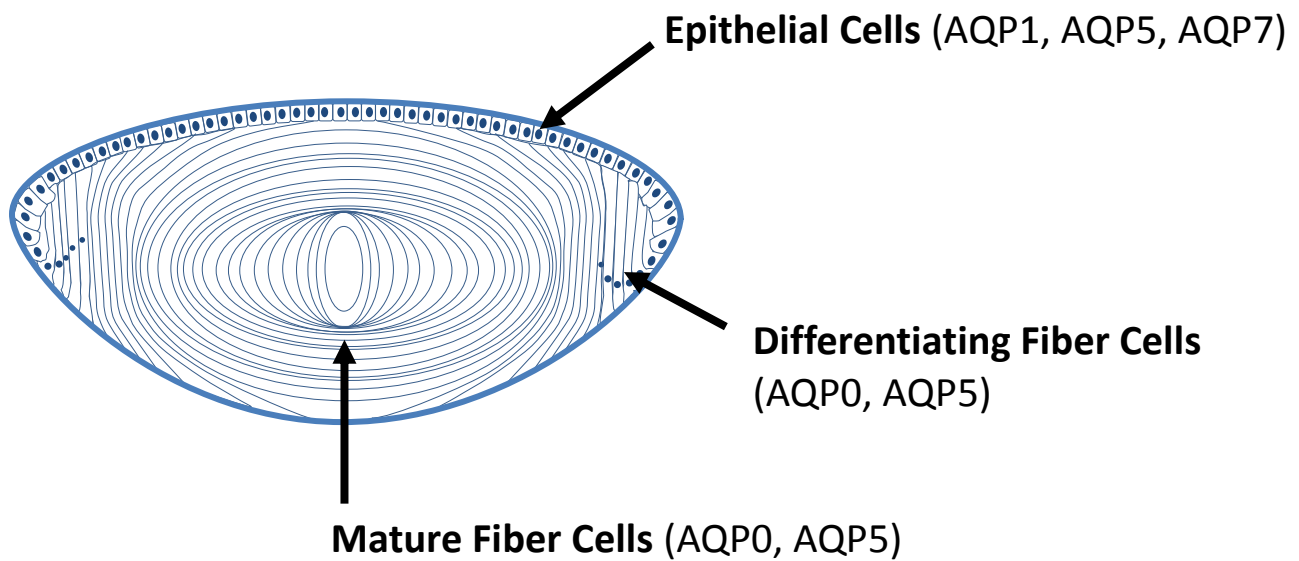 Epithelial Cells (AQP1, AQP5, AQP7)
Differentiating Fiber Cells
(AQP0, AQP5)
Mature Fiber Cells (AQP0, AQP5)